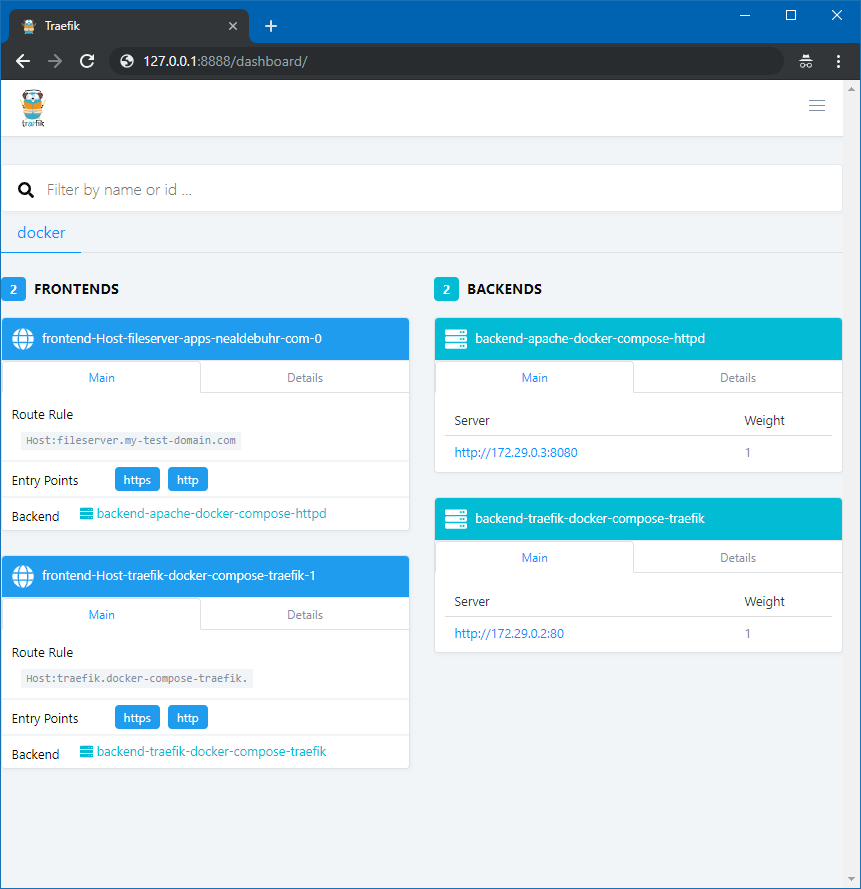 Traefik
127.0.0.1:8888/dashboard/
træfik
Filter by name or id ...
docker
2 FRONTENDS
frontend-Host-fileserver-apps-nealdebuhr-com-0
Main Details
Route Rule
Host:fileserver.my-test-domain.com
Entry Points https http
Backend backend-apache-docker-compose-httpd
frontend-Host-traefik-docker-compose-traefik-1
Main Details
Route Rule
Host:traefik.docker-compose-traefik.
Entry Points https http
Backend backend-traefik-docker-compose-traefik
2 BACKENDS
backend-apache-docker-compose-httpd
Main Details
Server Weight
http://172.29.0.3:8080 1
backend-traefik-docker-compose-traefik
Main Details
Server Weight
http://172.29.0.2:80 1